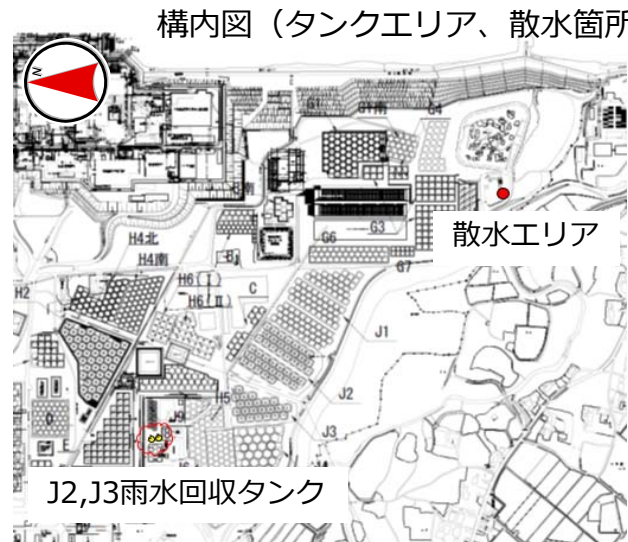 構内図（タンクエリア、散水箇所
N
G1
G4
H4北
H4南
B
G6
G3
散水エリア
G7
H2
H6(Ⅰ)
H6(Ⅱ)
C
J1
D
J9
H5
J2
E
J3
J2,J3雨水回収タンク